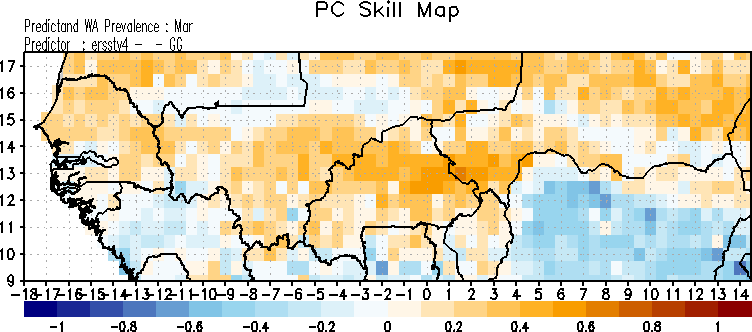 PC Skill Map
Predictand WA Prevalence : Mar
Predictor : ersstv4 - - GG
17
16
15
14
13
12
11
10
9
-18 -17 -16 -15 -14 -13 -12 -11 -10 -9 -8 -7 -6 -5 -4 -3 -2 -1 0 1 2 3 4 5 6 7 8 9 10 11 12 13 14
-1 -0.8 -0.6 -0.4 -0.2 0 0.2 0.4 0.6 0.8 1